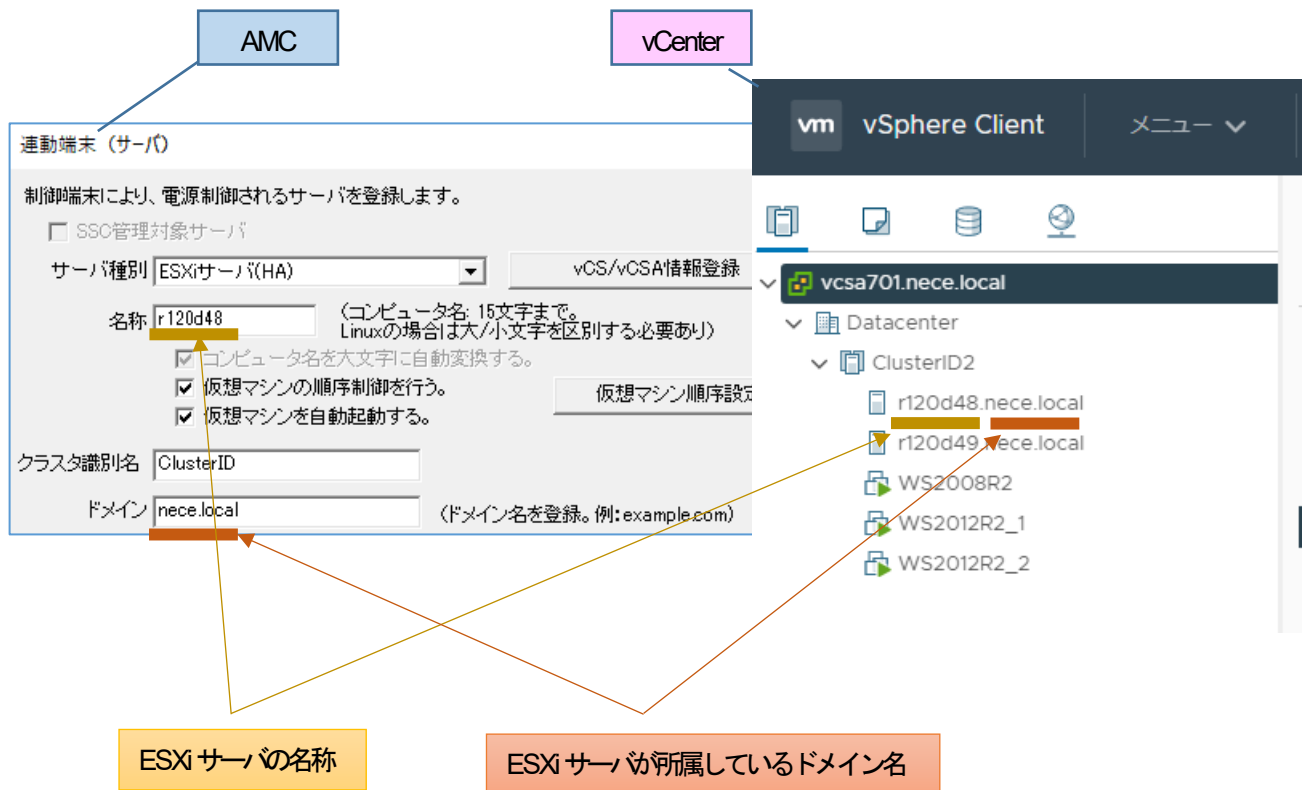 AMC
vCenter
連動端末（サーバ）
制御端末により、電源制御されるサーバを登録します。
SSC管理対象サーバ
サーバ種別 ESXiサーバ(HA) vCS/vCSA情報登録
名称 r120d48 (コンピュータ名: 15文字まで。
Linuxの場合は大/小文字を区別する必要あり)
コンピュータ名を大文字に自動変換する。
仮想マシンの順序制御を行う。 仮想マシン順序設定
仮想マシンを自動起動する。
クラスタ識別名 ClusterID
ドメイン nece.local (ドメイン名を登録。例: example.com)
vm vSphere Client メニュー
vcsa701.nece.local
Datacenter
ClusterID2
r120d48.nece.local
r120d49.nece.local
WS2008R2
WS2012R2_1
WS2012R2_2
ESXi サーバの名称
ESXi サーバが所属しているドメイン名